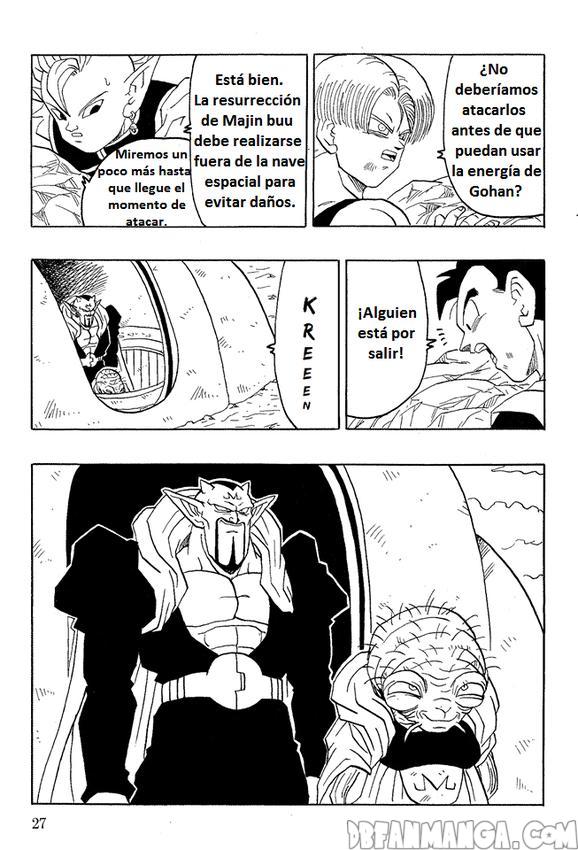 ¿No
deberíamos
atacarlos
antes de que
puedan usar
la energía de
Gohan?
Está bien.
La resurrección
de Majin buu
debe realizarse
fuera de la nave
espacial para
evitar daños.
Miremos un
poco más hasta
que llegue el
momento de
atacar.
¡Alguien
está por
salir!
KREEEN
M
27
DBFANMANGA.COM